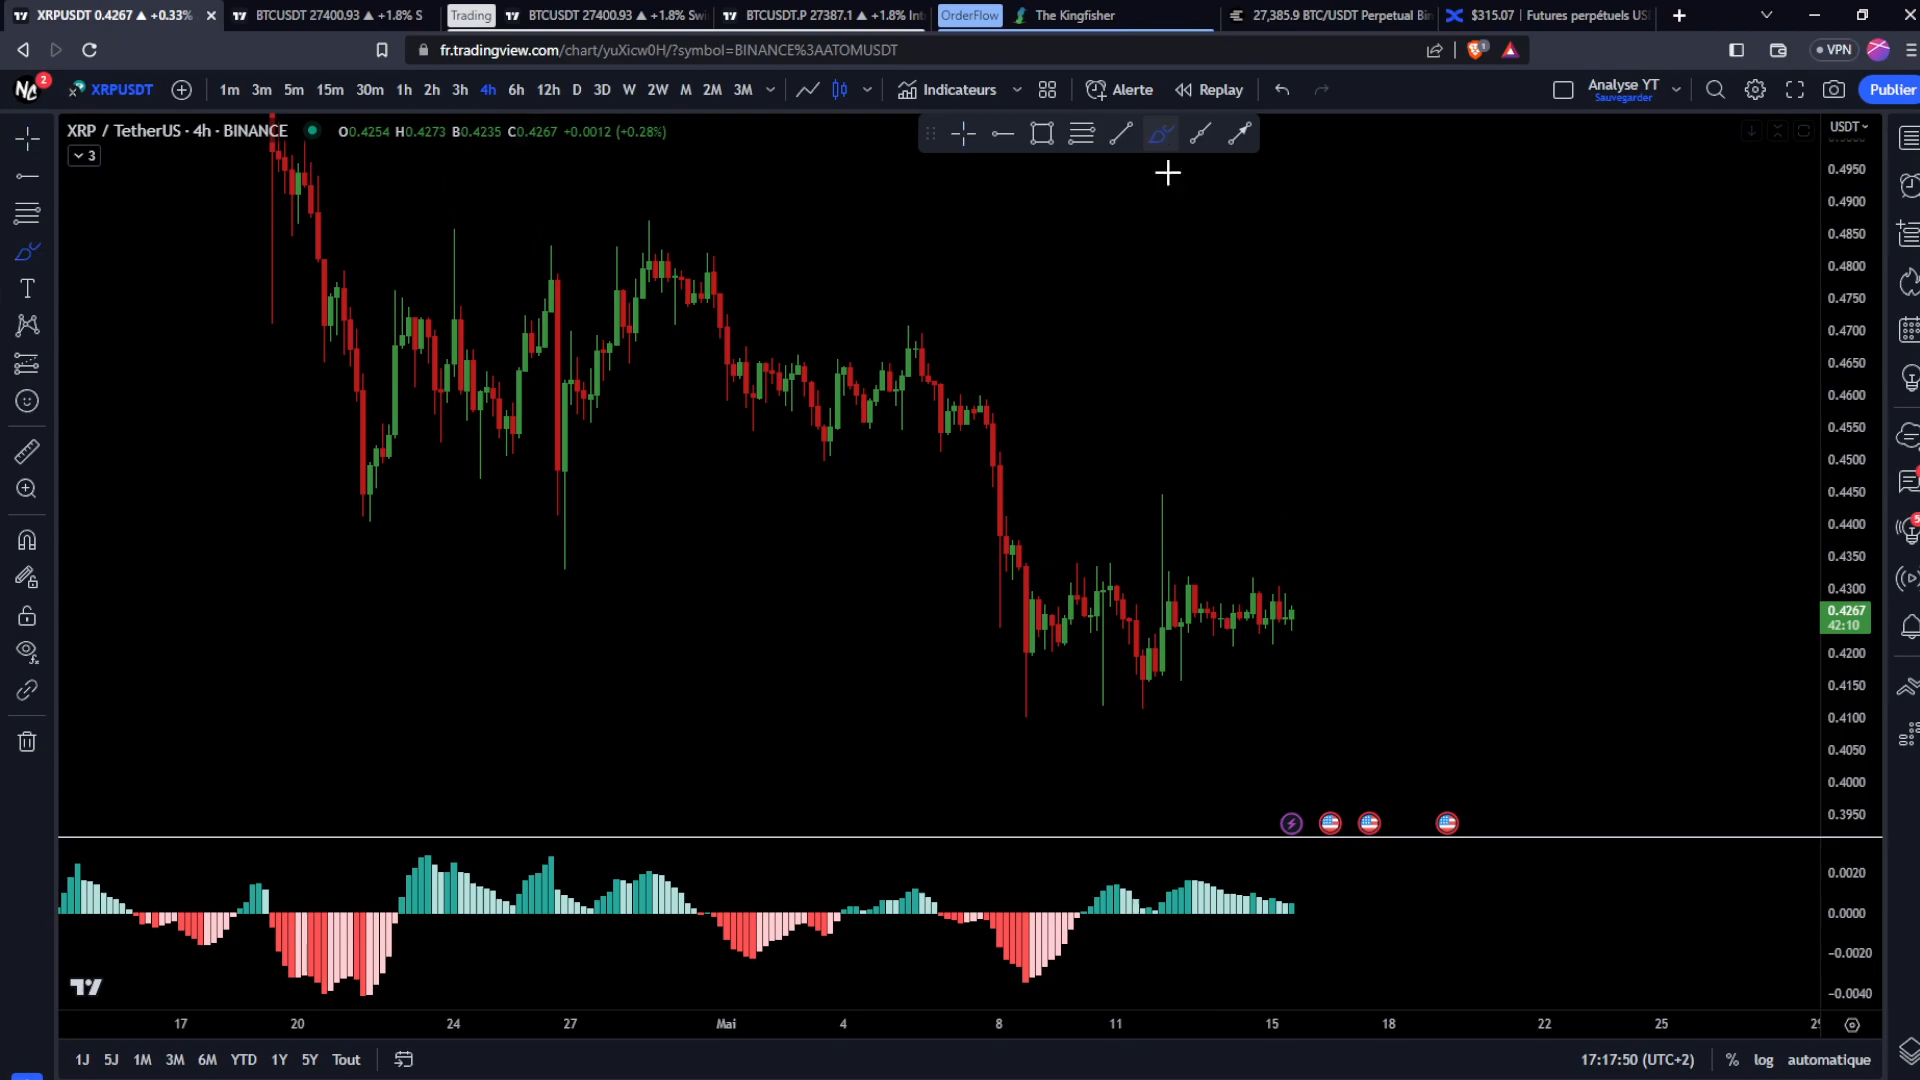 XRPUSDT 0.4267 ▲ +0.33%
BTCUSDT 27400.93 ▲ +1.8% S
Trading
BTCUSDT 27400.93 ▲ +1.8% Swi
BTCUSDT.P 27387.1 ▲ +1.8% Int
OrderFlow
The Kingfisher
27,385.9 BTC/USDT Perpetual Bin
$315.07 | Futures perpétuels US
fr.tradingview.com/chart/yuXicw0H/?symbol=BINANCE%3AATOMUSDT
1
VPN
2
XRPUSDT
1m 3m 5m 15m 30m 1h 2h 3h 4h 6h 12h D 3D W 2W M 2M 3M
Indicateurs
Alerte
Replay
Analyse YT
Sauvegarder
Publier
XRP / TetherUS · 4h · BINANCE
O0.4254 H0.4273 B0.4235 C0.4267 +0.0012 (+0.28%)
3
USDT
0.4950
0.4900
0.4850
0.4800
0.4750
0.4700
0.4650
0.4600
0.4550
0.4500
0.4450
0.4400
0.4350
0.4300
0.4267
42:10
0.4200
0.4150
0.4100
0.4050
0.4000
0.3950
0.0020
0.0000
−0.0020
−0.0040
17 20 24 27 Mai 4 8 11 15 18 22 25
1J 5J 1M 3M 6M YTD 1Y 5Y Tout
17:17:50 (UTC+2)
% log automatique